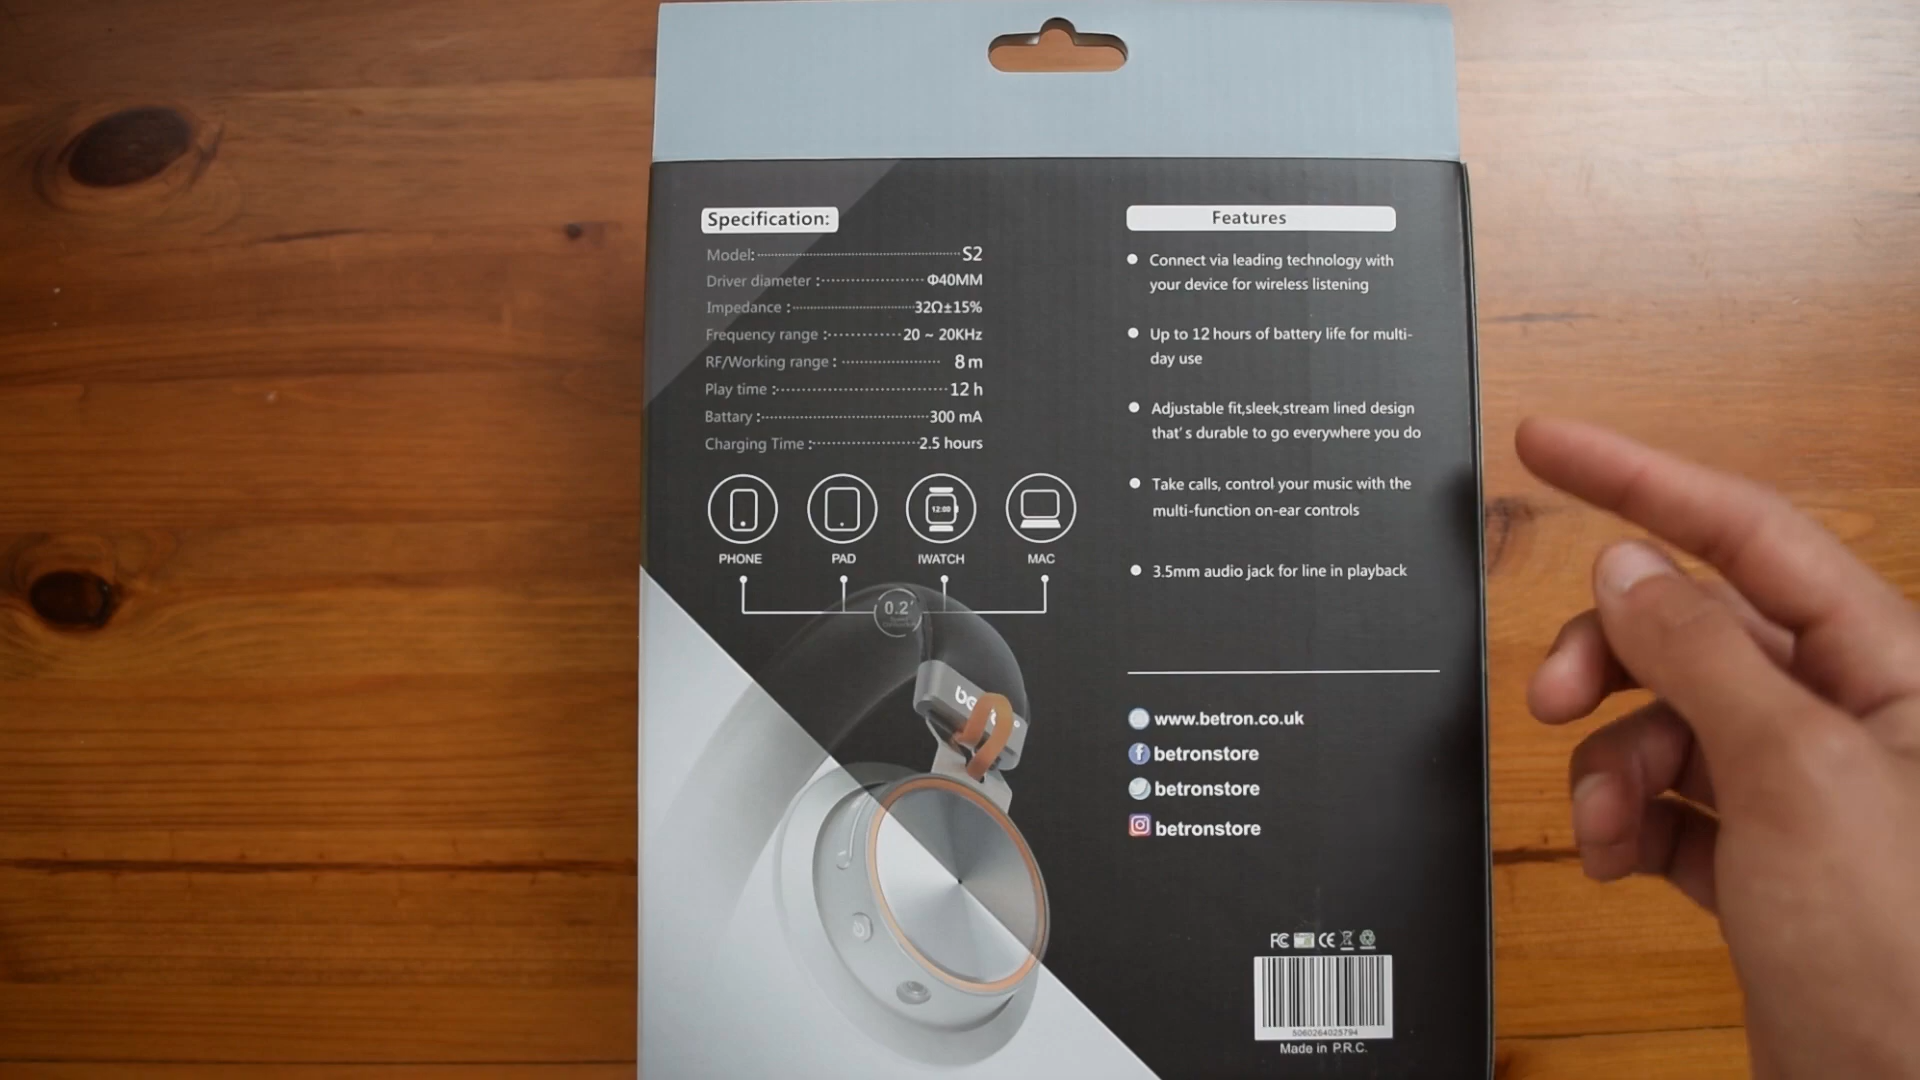 Specification:
Model: S2
Driver diameter : Φ40MM
Impedance : 32Ω±15%
Frequency range : 20 ~ 20KHz
RF/Working range : 8 m
Play time : 12 h
Battary : 300 mA
Charging Time : 2.5 hours
12:00
PHONE PAD IWATCH MAC
0.2'
Features
Connect via leading technology with
your device for wireless listening
Up to 12 hours of battery life for multi-
day use
Adjustable fit,sleek,stream lined design
that's durable to go everywhere you do
Take calls, control your music with the
multi-function on-ear controls
3.5mm audio jack for line in playback
www.betron.co.uk
betronstore
betronstore
betronstore
FC CE
5060264025794
Made in P.R.C.